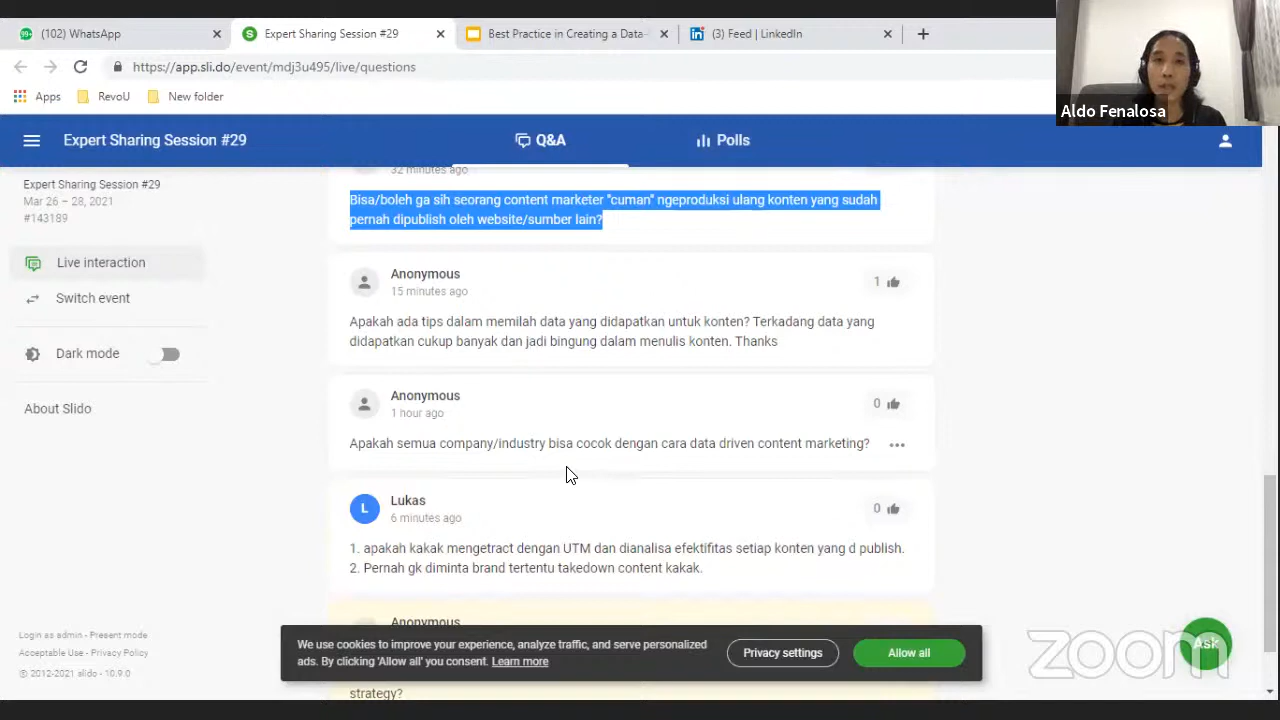 99+
(102) WhatsApp
Expert Sharing Session #29
Best Practice in Creating a Data-
(3) Feed | LinkedIn
https://app.sli.do/event/mdj3u495/live/questions
Apps
RevoU
New folder
Aldo Fenalosa
Expert Sharing Session #29
Q&A
Polls
Expert Sharing Session #29
Mar 26 – 28, 2021
#143189
Live interaction
Switch event
Dark mode
About Slido
32 minutes ago
Bisa/boleh ga sih seorang content marketer "cuman" ngeproduksi ulang konten yang sudah
pernah dipublish oleh website/sumber lain?
Anonymous
15 minutes ago
1
Apakah ada tips dalam memilah data yang didapatkan untuk konten? Terkadang data yang
didapatkan cukup banyak dan jadi bingung dalam menulis konten. Thanks
Anonymous
1 hour ago
0
Apakah semua company/industry bisa cocok dengan cara data driven content marketing?
L
Lukas
6 minutes ago
0
1. apakah kakak mengetract dengan UTM dan dianalisa efektifitas setiap konten yang d publish.
2. Pernah gk diminta brand tertentu takedown content kakak.
Anonymous
strategy?
We use cookies to improve your experience, analyze traffic, and serve personalized
ads. By clicking 'Allow all' you consent. Learn more
Privacy settings
Allow all
Login as admin - Present mode
Acceptable Use - Privacy Policy
© 2012-2021 slido - 10.9.0
Ask
zoom